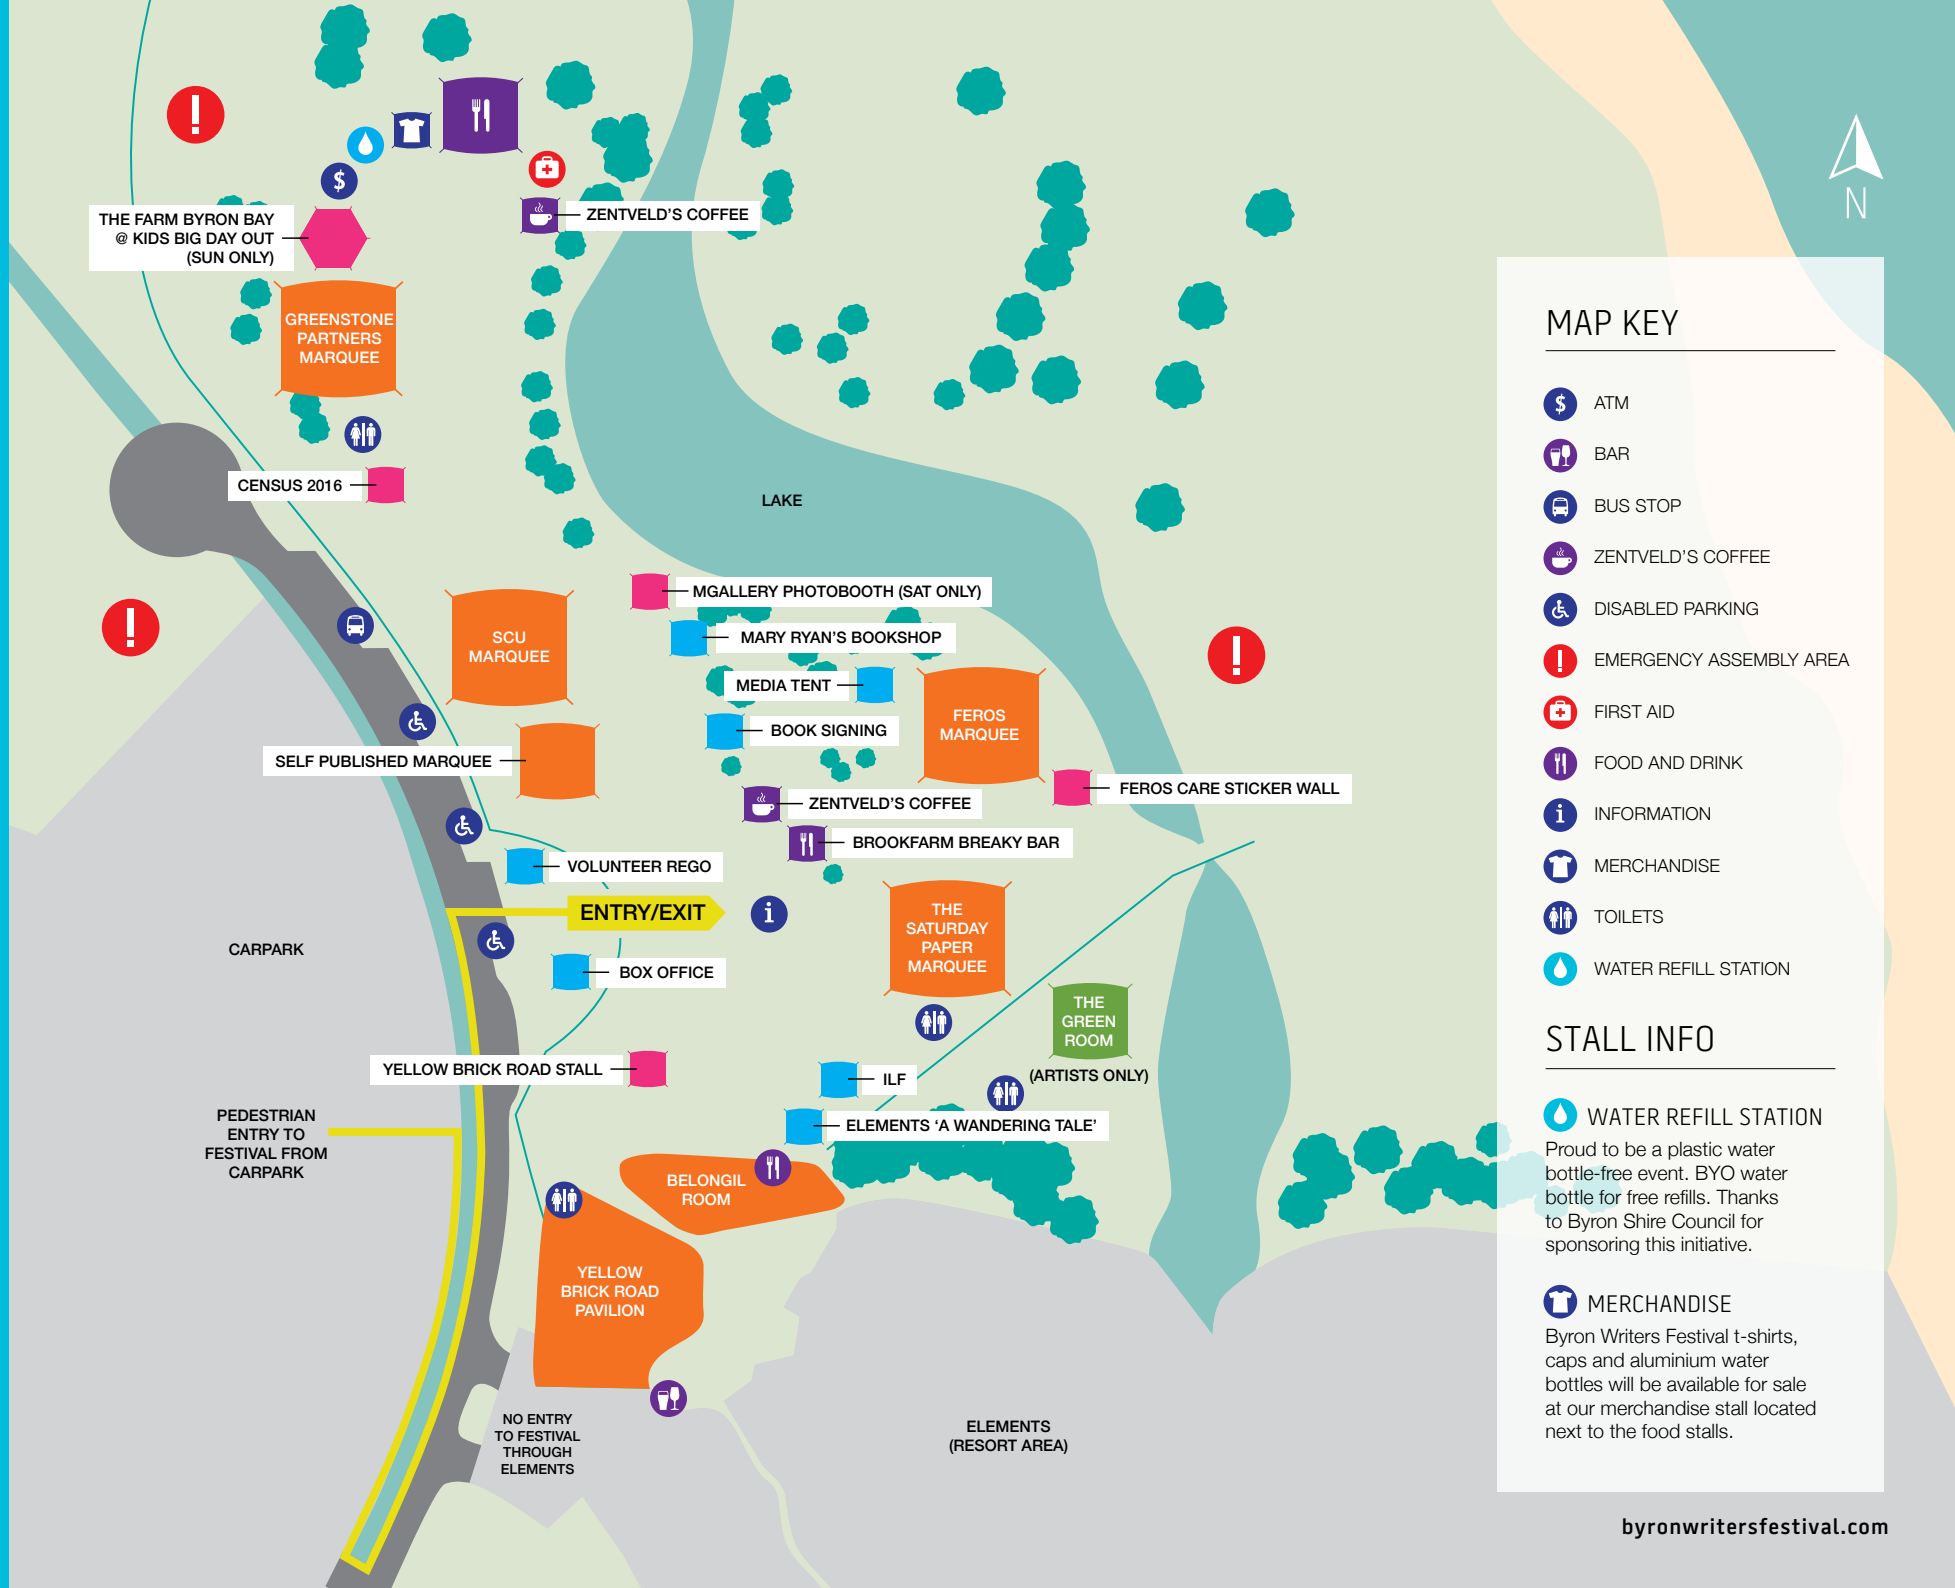 THE FARM BYRON BAY
@ KIDS BIG DAY OUT
(SUN ONLY)
ZENTVELD'S COFFEE
$
GREENSTONE
PARTNERS
MARQUEE
CENSUS 2016
LAKE
SCU
MARQUEE
MGALLERY PHOTOBOOTH (SAT ONLY)
MARY RYAN'S BOOKSHOP
MEDIA TENT
BOOK SIGNING
FEROS
MARQUEE
SELF PUBLISHED MARQUEE
FEROS CARE STICKER WALL
ZENTVELD'S COFFEE
BROOKFARM BREAKY BAR
VOLUNTEER REGO
ENTRY/EXIT
i
THE
SATURDAY
PAPER
MARQUEE
CARPARK
BOX OFFICE
THE
GREEN
ROOM
(ARTISTS ONLY)
YELLOW BRICK ROAD STALL
ILF
ELEMENTS 'A WANDERING TALE'
PEDESTRIAN
ENTRY TO
FESTIVAL FROM
CARPARK
BELONGIL
ROOM
YELLOW
BRICK ROAD
PAVILION
NO ENTRY
TO FESTIVAL
THROUGH
ELEMENTS
ELEMENTS
(RESORT AREA)
N
MAP KEY
$ ATM
BAR
BUS STOP
ZENTVELD'S COFFEE
DISABLED PARKING
! EMERGENCY ASSEMBLY AREA
FIRST AID
FOOD AND DRINK
i INFORMATION
MERCHANDISE
TOILETS
WATER REFILL STATION
STALL INFO
WATER REFILL STATION
Proud to be a plastic water
bottle-free event. BYO water
bottle for free refills. Thanks
to Byron Shire Council for
sponsoring this initiative.
MERCHANDISE
Byron Writers Festival t-shirts,
caps and aluminium water
bottles will be available for sale
at our merchandise stall located
next to the food stalls.
byronwritersfestival.com